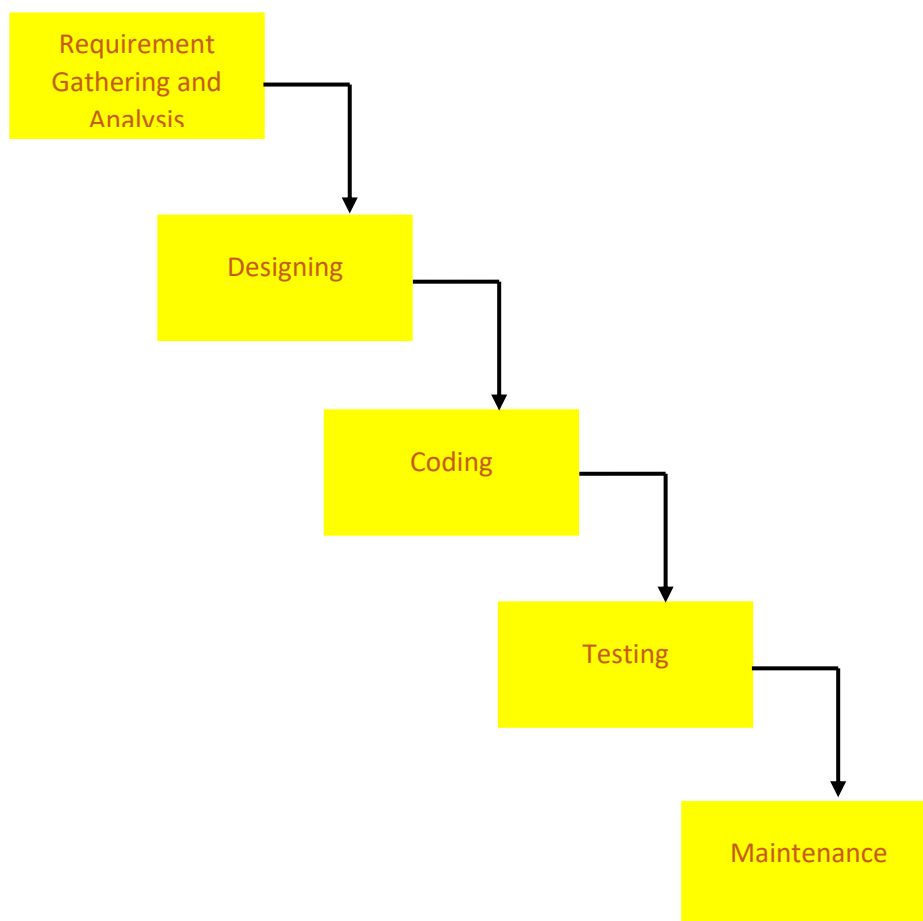 Requirement
Gathering and
Analysis
Designing
Coding
Testing
Maintenance